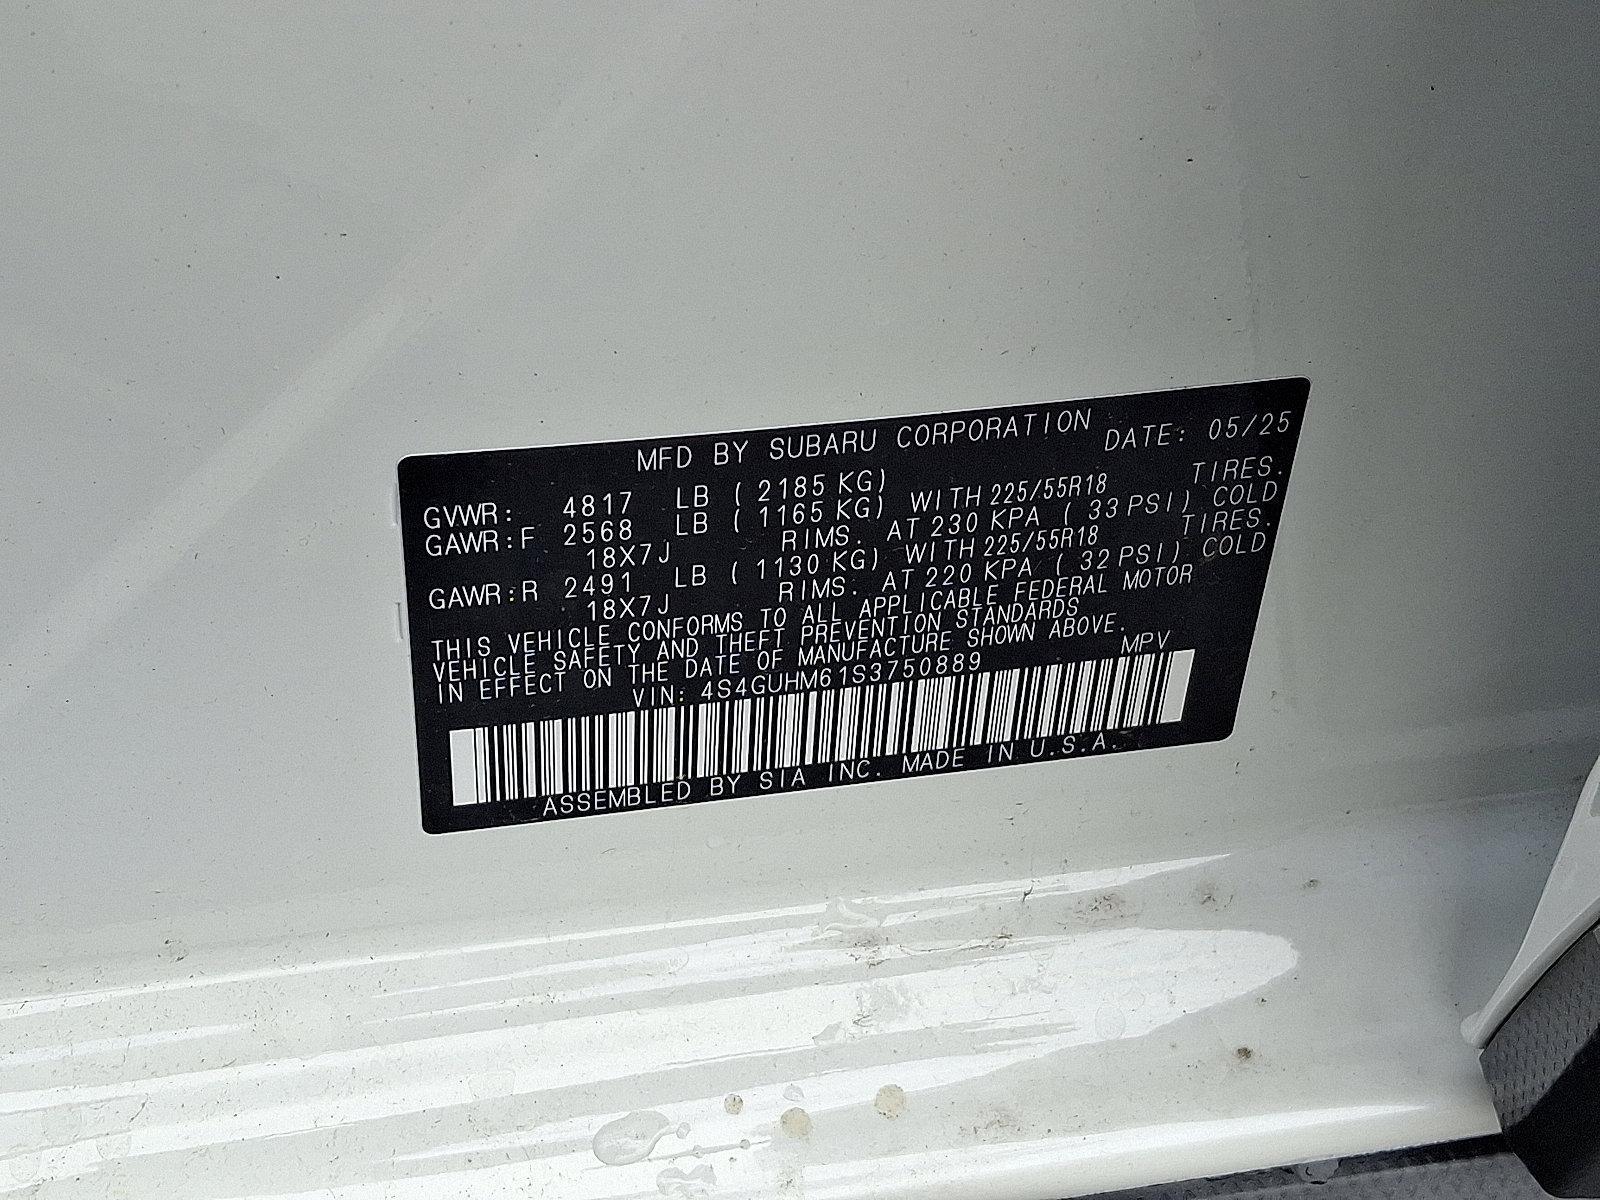 MFD BY SUBARU CORPORATION DATE: 05/25
GVWR: 4817 LB (2185 KG)
GAWR:F 2568 LB (1165 KG) WITH 225/55R18 TIRES.
18X7J RIMS. AT 230 KPA (33 PSI) COLD
GAWR:R 2491 LB (1130 KG) WITH 225/55R18 TIRES.
18X7J RIMS. AT 220 KPA (32 PSI) COLD
THIS VEHICLE CONFORMS TO ALL APPLICABLE FEDERAL MOTOR
VEHICLE SAFETY AND THEFT PREVENTION STANDARDS
IN EFFECT ON THE DATE OF MANUFACTURE SHOWN ABOVE.
VIN: 4S4GUHM61S3750889 MPV
ASSEMBLED BY SIA INC. MADE IN U.S.A.